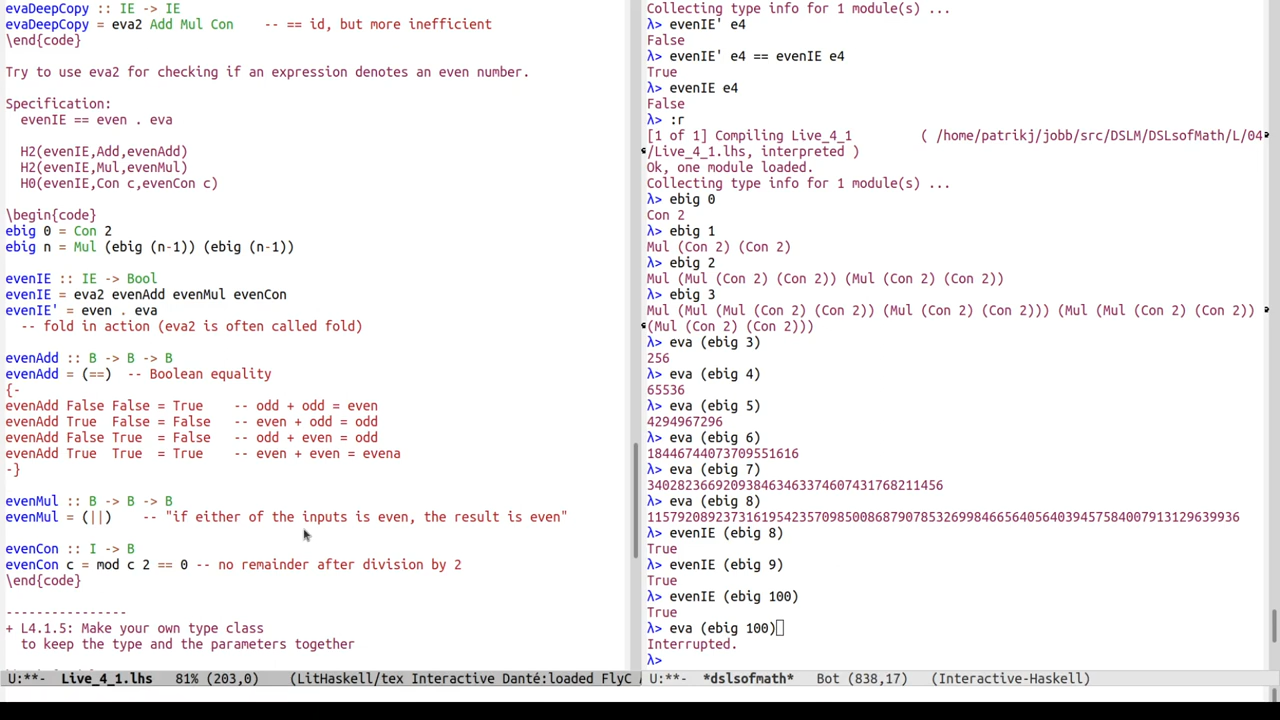 evaDeepCopy :: IE -> IE
evaDeepCopy = eva2 Add Mul Con    -- == id, but more inefficient
\end{code}
Try to use eva2 for checking if an expression denotes an even number.
Specification:
evenIE == even . eva
H2(evenIE,Add,evenAdd)
H2(evenIE,Mul,evenMul)
H0(evenIE,Con c,evenCon c)
\begin{code}
ebig 0 = Con 2
ebig n = Mul (ebig (n-1)) (ebig (n-1))
evenIE :: IE -> Bool
evenIE = eva2 evenAdd evenMul evenCon
evenIE' = even . eva
-- fold in action (eva2 is often called fold)
evenAdd :: B -> B -> B
evenAdd = (==)  -- Boolean equality
{-
evenAdd False False = True    -- odd + odd = even
evenAdd True  False = False   -- even + odd = odd
evenAdd False True  = False   -- odd + even = odd
evenAdd True  True  = True    -- even + even = evena
-}
evenMul :: B -> B -> B
evenMul = (||)    -- "if either of the inputs is even, the result is even"
evenCon :: I -> B
evenCon c = mod c 2 == 0 -- no remainder after division by 2
\end{code}
----------------
+ L4.1.5: Make your own type class
to keep the type and the parameters together
U:**-  Live_4_1.lhs   81% (203,0)    (LitHaskell/tex Interactive Danté:loaded FlyC
Collecting type info for 1 module(s) ...
λ> evenIE' e4
False
λ> evenIE' e4 == evenIE e4
True
λ> evenIE e4
False
λ> :r
[1 of 1] Compiling Live_4_1         ( /home/patrikj/jobb/src/DSLM/DSLsofMath/L/04
/Live_4_1.lhs, interpreted )
Ok, one module loaded.
Collecting type info for 1 module(s) ...
λ> ebig 0
Con 2
λ> ebig 1
Mul (Con 2) (Con 2)
λ> ebig 2
Mul (Mul (Con 2) (Con 2)) (Mul (Con 2) (Con 2))
λ> ebig 3
Mul (Mul (Mul (Con 2) (Con 2)) (Mul (Con 2) (Con 2))) (Mul (Mul (Con 2) (Con 2))
(Mul (Con 2) (Con 2)))
λ> eva (ebig 3)
256
λ> eva (ebig 4)
65536
λ> eva (ebig 5)
4294967296
λ> eva (ebig 6)
18446744073709551616
λ> eva (ebig 7)
340282366920938463463374607431768211456
λ> eva (ebig 8)
115792089237316195423570985008687907853269984665640564039457584007913129639936
λ> evenIE (ebig 8)
True
λ> evenIE (ebig 9)
True
λ> evenIE (ebig 100)
True
λ> eva (ebig 100)
Interrupted.
λ>
U:**-  *dslsofmath*   Bot (838,17)   (Interactive-Haskell)